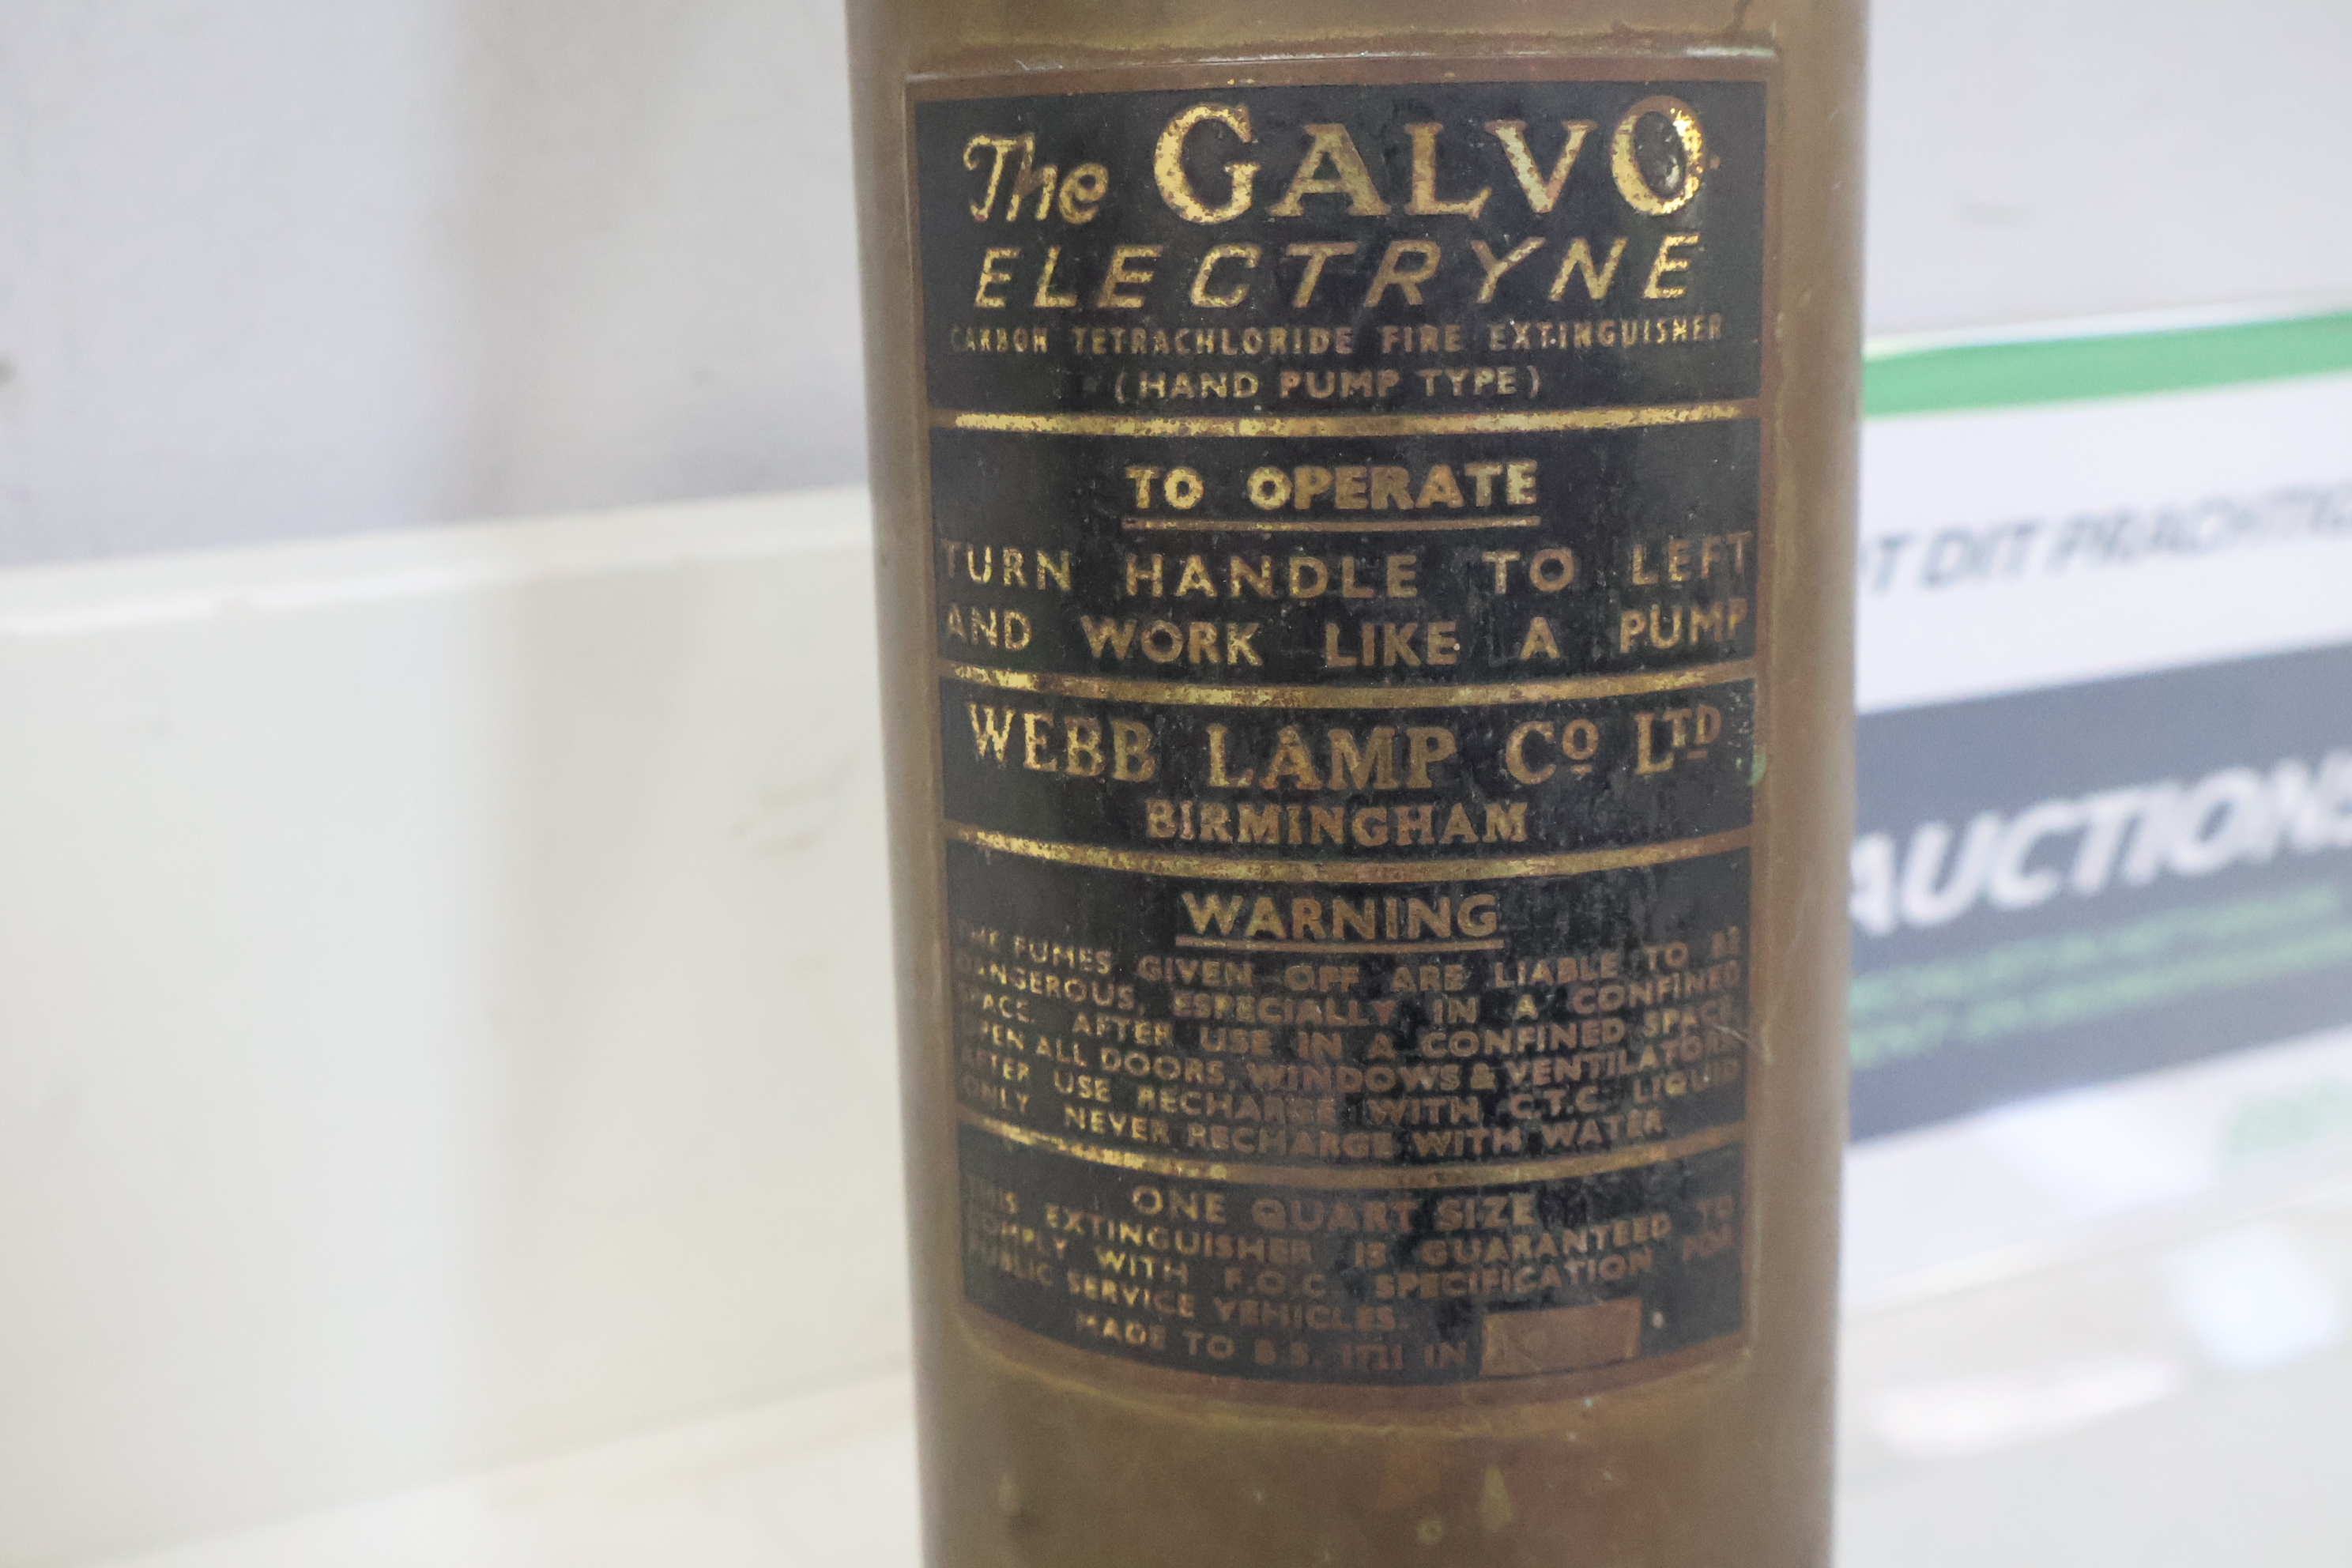 The GALVO
ELECTRYNE
CARBON TETRACHLORIDE FIRE EXTINGUISHER
(HAND PUMP TYPE)
TO OPERATE
TURN HANDLE TO LEFT
AND WORK LIKE A PUMP
WEBB LAMP Co LTD
BIRMINGHAM
WARNING
THE FUMES GIVEN OFF ARE LIABLE TO BE
DANGEROUS, ESPECIALLY IN A CONFINED
SPACE. AFTER USE IN A CONFINED SPACE,
OPEN ALL DOORS, WINDOWS & VENTILATORS
AFTER USE RECHARGE WITH C.T.C. LIQUID
ONLY NEVER RECHARGE WITH WATER
ONE QUART SIZE
THIS EXTINGUISHER IS GUARANTEED TO
COMPLY WITH F.O.C. SPECIFICATION FOR
PUBLIC SERVICE VEHICLES.
MADE TO B.S. 1721 IN
DIT
AUCTIONS